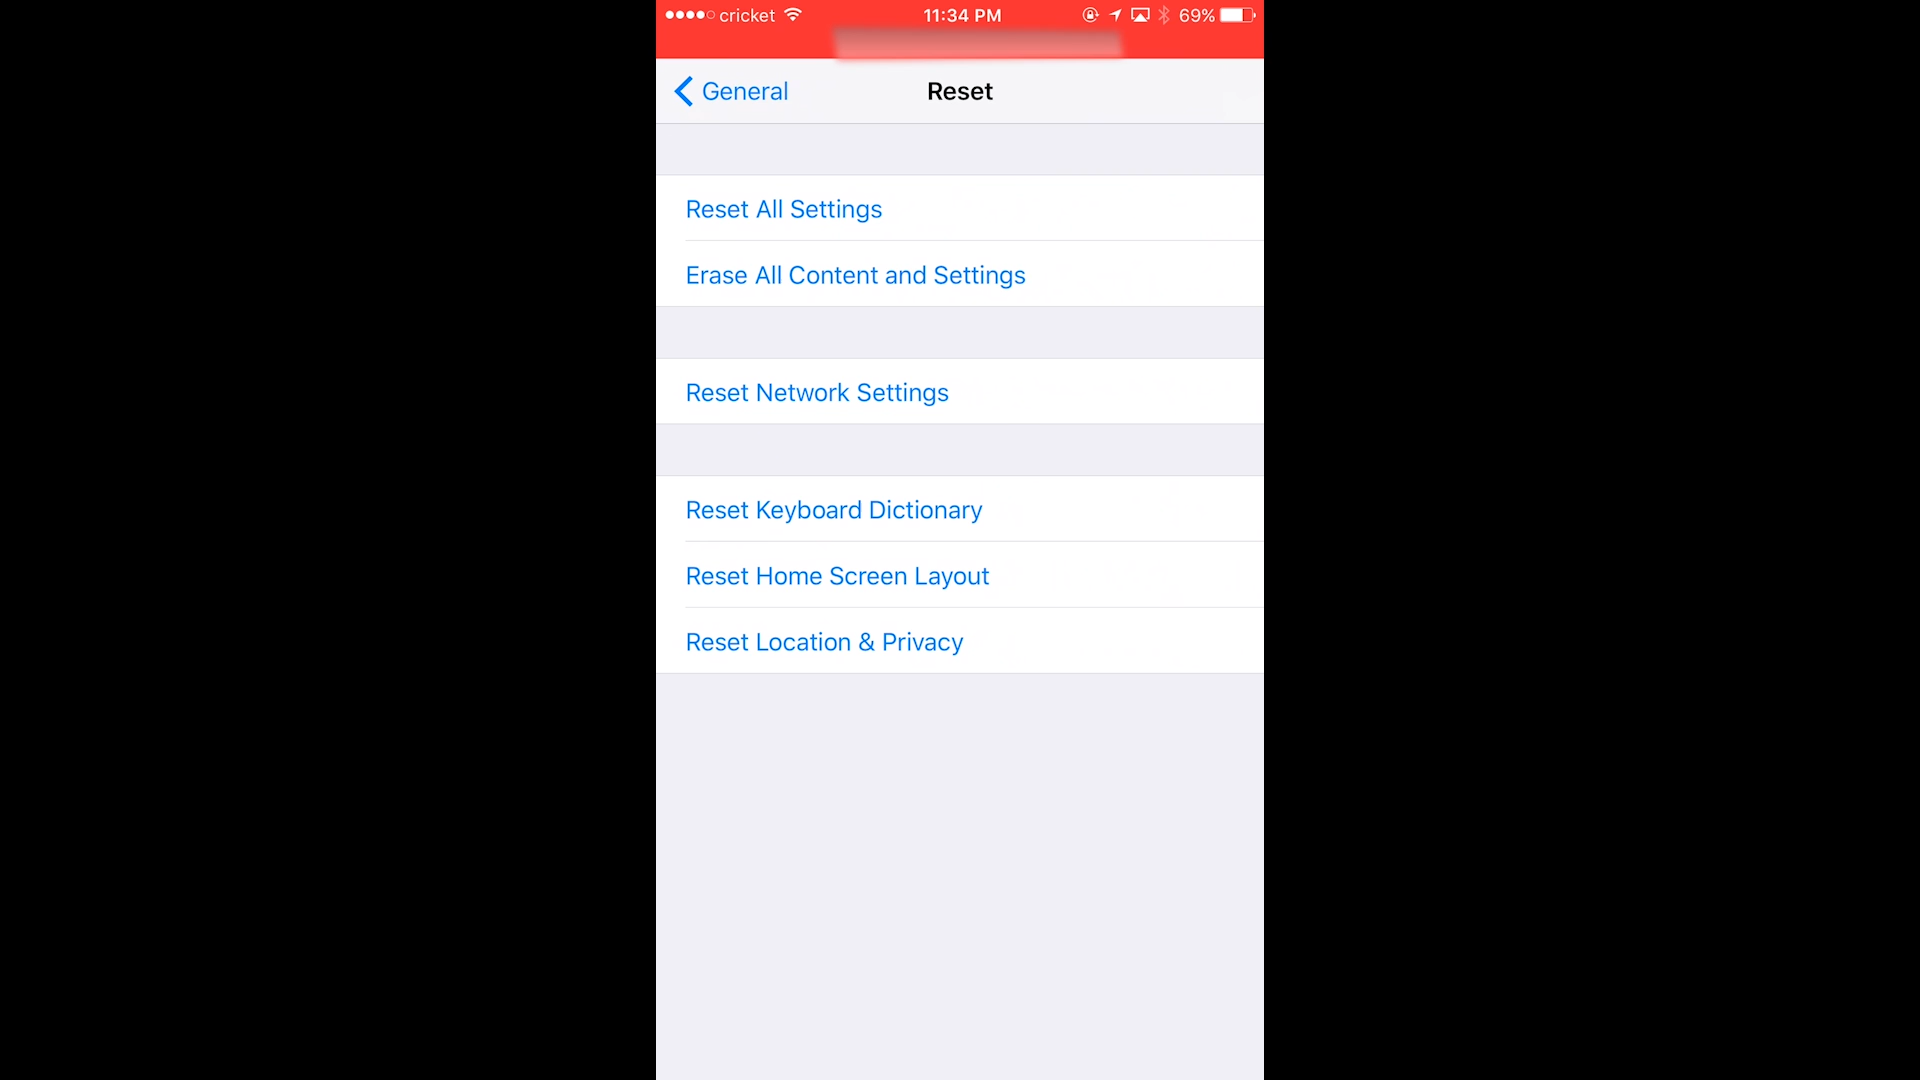 cricket 11:34 PM 69%
General Reset
Reset All Settings
Erase All Content and Settings
Reset Network Settings
Reset Keyboard Dictionary
Reset Home Screen Layout
Reset Location & Privacy